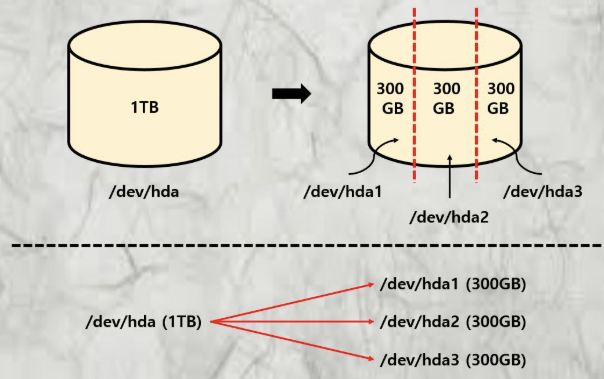 1TB
/dev/hda
300
GB
300
GB
300
GB
/dev/hda1
/dev/hda2
/dev/hda3
/dev/hda (1TB)
/dev/hda1 (300GB)
/dev/hda2 (300GB)
/dev/hda3 (300GB)